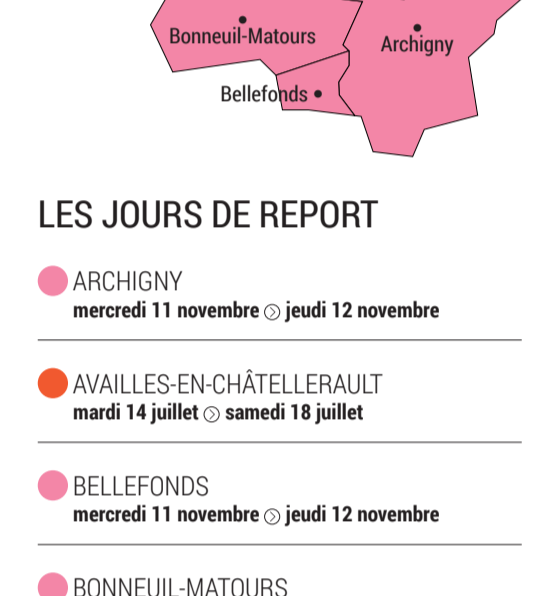 Bonneuil-Matours
Archigny
Bellefonds
LES JOURS DE REPORT
ARCHIGNY
mercredi 11 novembre > jeudi 12 novembre
AVAILLES-EN-CHÂTELLERAULT
mardi 14 juillet > samedi 18 juillet
BELLEFONDS
mercredi 11 novembre > jeudi 12 novembre
BONNEUIL-MATOURS